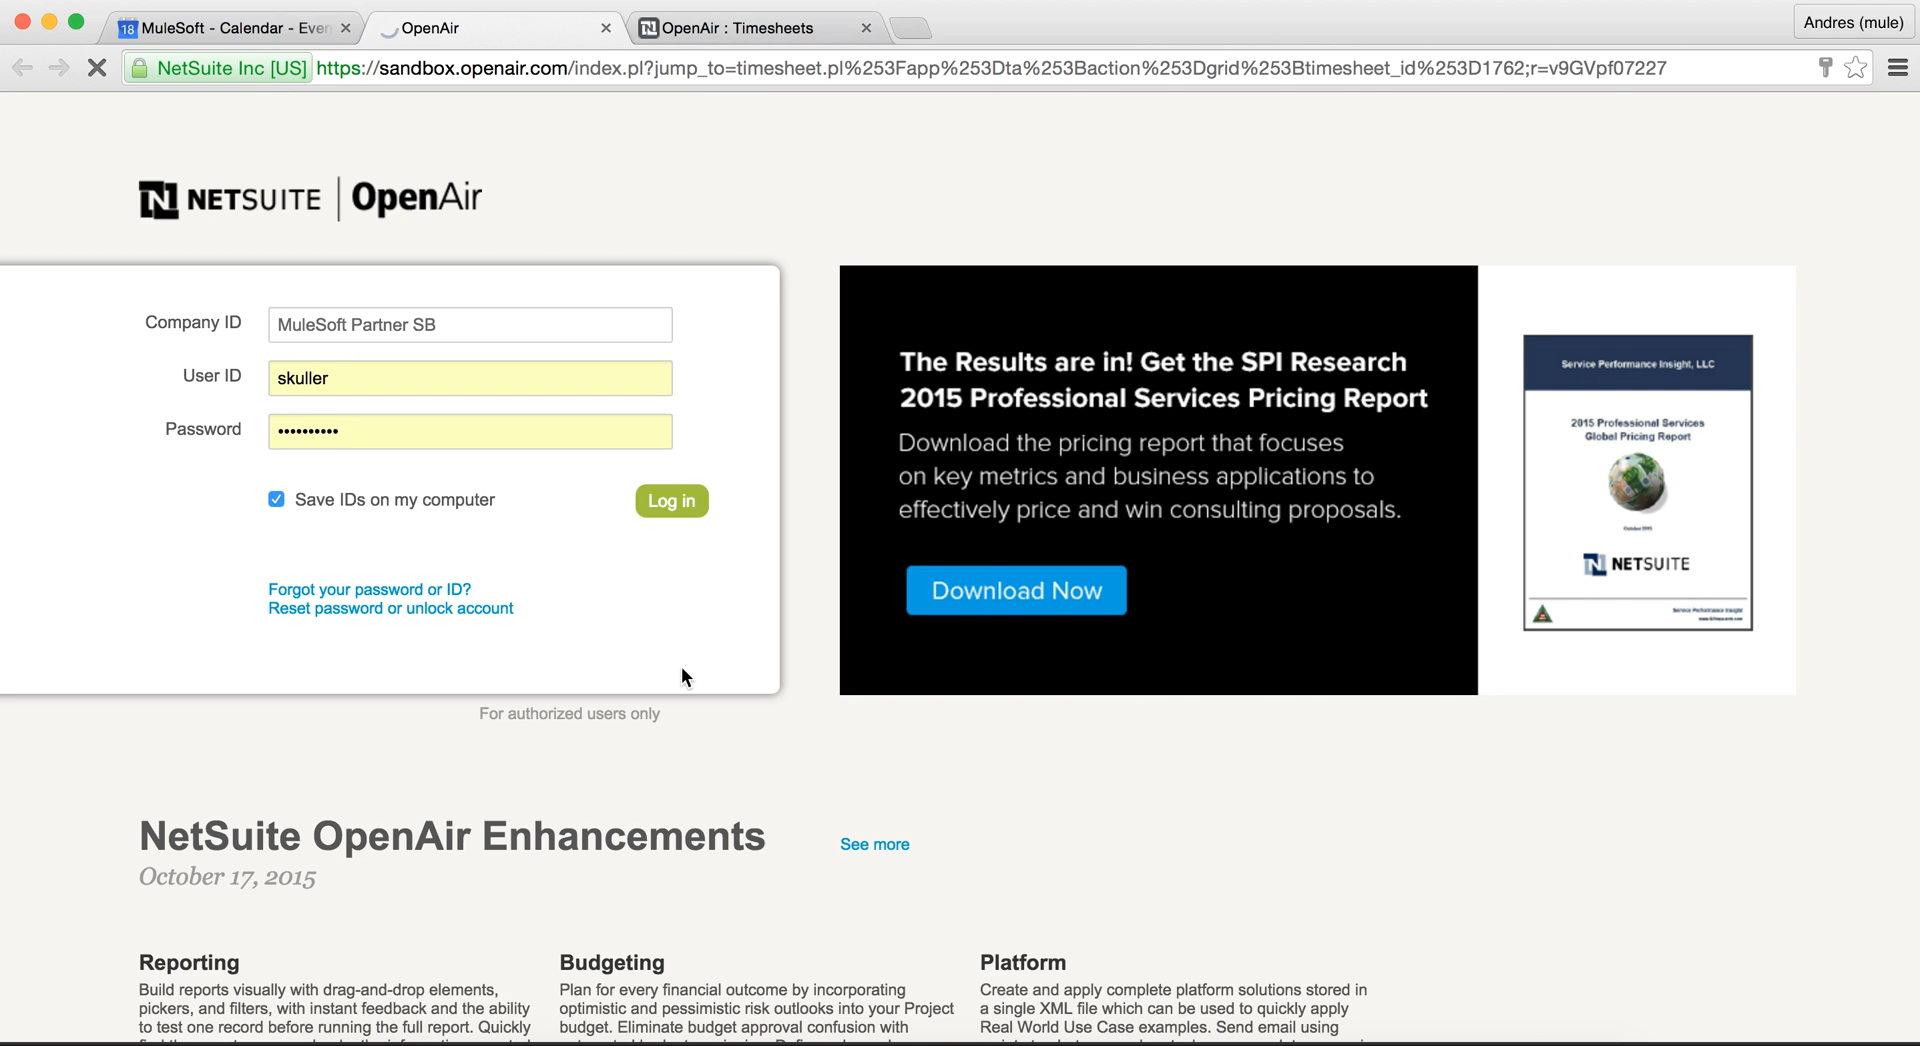 18 MuleSoft - Calendar - Even
OpenAir
OpenAir : Timesheets
Andres (mule)
NetSuite Inc [US] https://sandbox.openair.com/index.pl?jump_to=timesheet.pl%253Fapp%253Dta%253Baction%253Dgrid%253Btimesheet_id%253D1762;r=v9GVpf07227
N NETSUITE | OpenAir
Company ID MuleSoft Partner SB
User ID skuller
Password ••••••••••
Save IDs on my computer
Log in
Forgot your password or ID?
Reset password or unlock account
For authorized users only
The Results are in! Get the SPI Research
2015 Professional Services Pricing Report
Download the pricing report that focuses
on key metrics and business applications to
effectively price and win consulting proposals.
Download Now
Service Performance Insight, LLC
2015 Professional Services
Global Pricing Report
October 2015
N NETSUITE
Service Performance Insight
NetSuite OpenAir Enhancements
See more
October 17, 2015
Reporting
Build reports visually with drag-and-drop elements,
pickers, and filters, with instant feedback and the ability
to test one record before running the full report. Quickly
Budgeting
Plan for every financial outcome by incorporating
optimistic and pessimistic risk outlooks into your Project
budget. Eliminate budget approval confusion with
Platform
Create and apply complete platform solutions stored in
a single XML file which can be used to quickly apply
Real World Use Case examples. Send email using